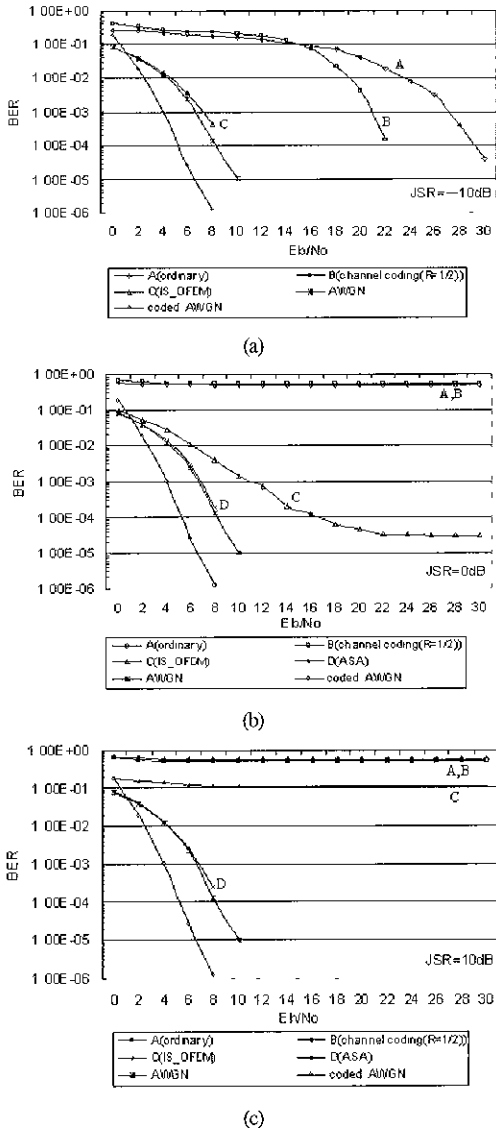 1 00E+00
1 00E-01
1 00E-02
1 00E-03
1 00E-04
1 00E-05
1 00E-06
BER
A
B
C
JSR=-10dB
0 2 4 6 8 10 12 14 16 18 20 22 24 26 28 30
Eb/No
A(ordinary) B(channel coding(R=1/2))
C(IS_OFDM) AWGN
coded AWGN
(a)
1 00E+00
1 00E-01
1 00E-02
1 00E-03
1 00E-04
1 00E-05
1 00E-06
BER
A,B
C
D
JSR=0dB
0 2 4 6 8 10 12 14 16 18 20 22 24 26 28 30
Eb/No
A(ordinary) B(channel coding(R=1/2))
C(IS_OFDM) D(ASA)
AWGN coded AWGN
(b)
1 00E+00
1 00E-01
1 00E-02
1 00E-03
1 00E-04
1 00E-05
1 00E-06
BER
A,B
C
D
JSR=10dB
0 2 4 6 8 10 12 14 16 18 20 22 24 26 28 30
Eb/No
A(ordinary) B(channel coding(R=1/2))
C(IS_OFDM) D(ASA)
AWGN coded AWGN
(c)